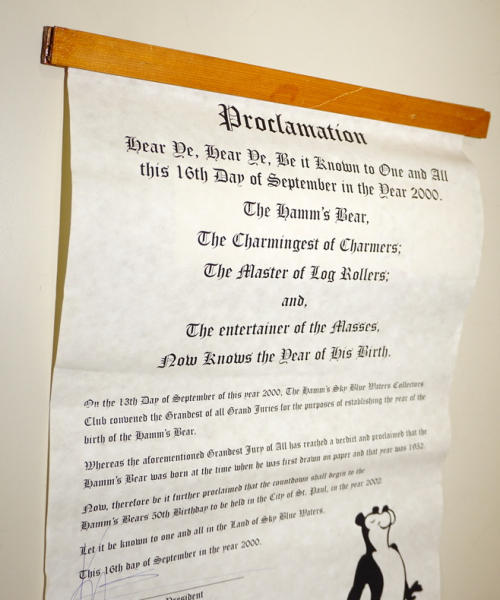 Proclamation
Hear Ye, Hear Ye, Be it Known to One and All
this 16th Day of September in the Year 2000.
The Hamm's Bear,
The Charmingest of Charmers;
The Master of Log Rollers;
and,
The entertainer of the Masses,
Now Knows the Year of His Birth.
On the 13th Day of September of this year 2000, The Hamm's Sky Blue Waters Collectors
Club convened the Grandest of all Grand Juries for the purposes of establishing the year of the
birth of the Hamm's Bear.
Whereas the aforementioned Grandest Jury of All has reached a verdict and proclaimed that the
Hamm's Bear was born at the time when he was first drawn on paper and that year was 1952.
Now, therefore be it further proclaimed that the countdown shall begin to the
Hamm's Bears 50th Birthday to be held in the City of St. Paul, in the year 2002
Let it be known to one and all in the Land of Sky Blue Waters.
This 16th day of September in the year 2000.
President